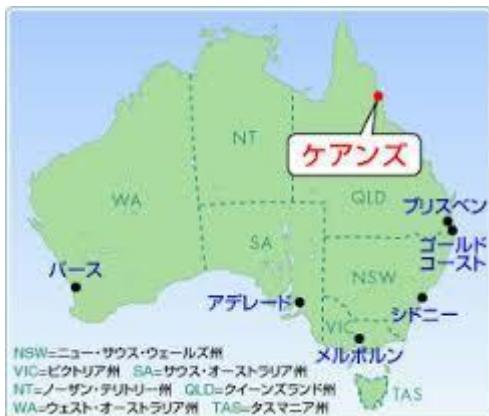 NT
ケアンズ
WA
QLD
ブリスベン
SA
ゴールド
コースト
パース
NSW
アデレード
シドニー
VIC
メルボルン
NSW=ニュー・サウス・ウェールズ州
VIC=ビクトリア州 SA=サウス・オーストラリア州
NT=ノーザン・テリトリー州 QLD=クイーンズランド州
WA=ウェスト・オーストラリア州 TAS=タスマニア州
TAS